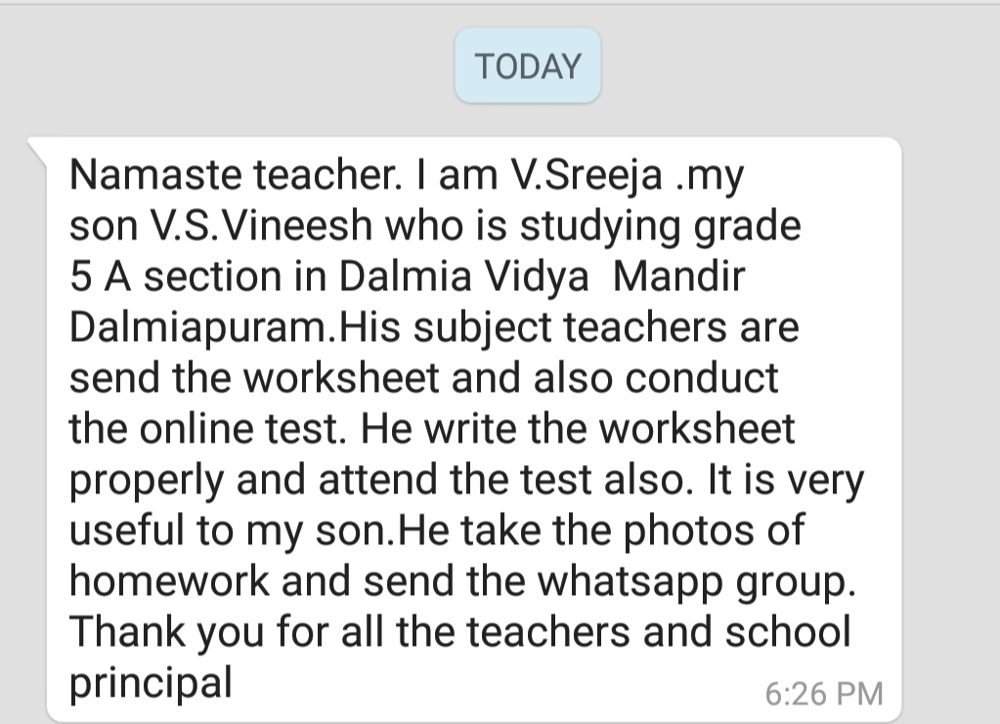 TODAY
Namaste teacher. I am V.Sreeja .my
son V.S.Vineesh who is studying grade
5 A section in Dalmia Vidya  Mandir
Dalmiapuram.His subject teachers are
send the worksheet and also conduct
the online test. He write the worksheet
properly and attend the test also. It is very
useful to my son.He take the photos of
homework and send the whatsapp group.
Thank you for all the teachers and school
principal
6:26 PM